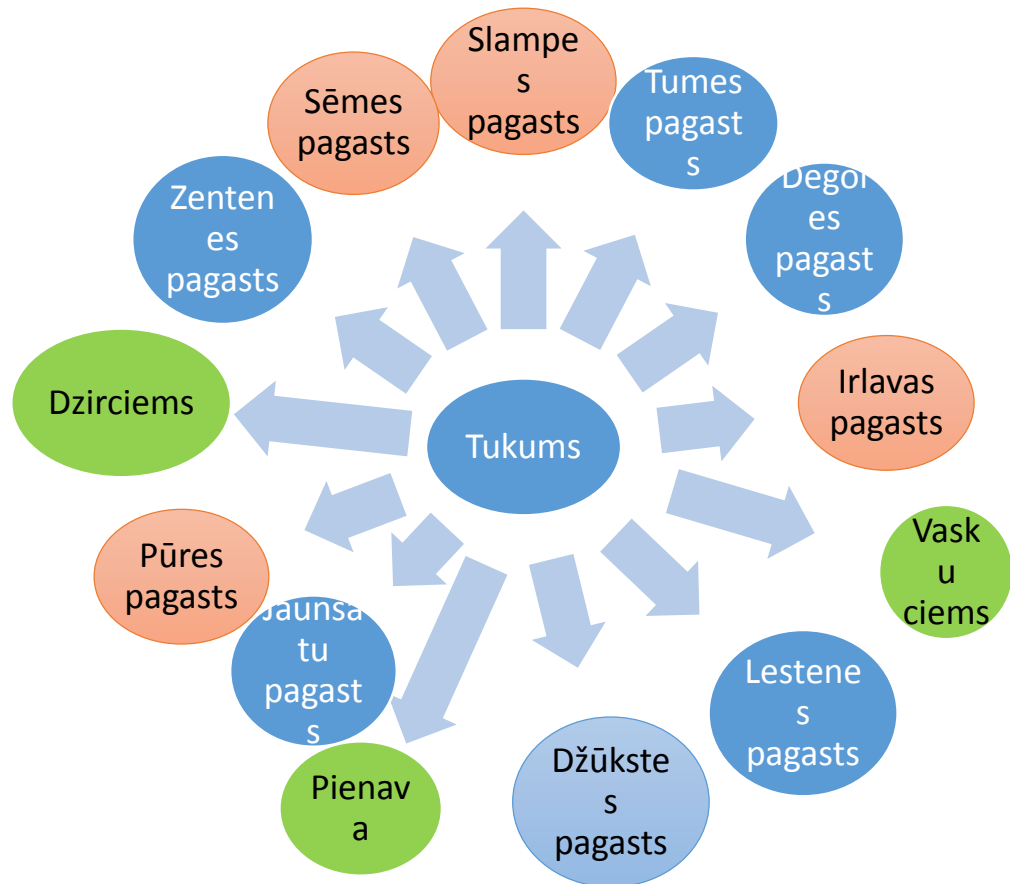 Slampe
s
pagasts
Sēmes
pagasts
Tumes
pagast
s
Zenten
es
pagasts
Degol
es
pagast
s
Dzirciems
Irlavas
pagasts
Tukums
Pūres
pagasts
Vask
u
ciems
Jaunsa
tu
pagast
s
Lestene
s
pagasts
Pienav
a
Džūkste
s
pagasts